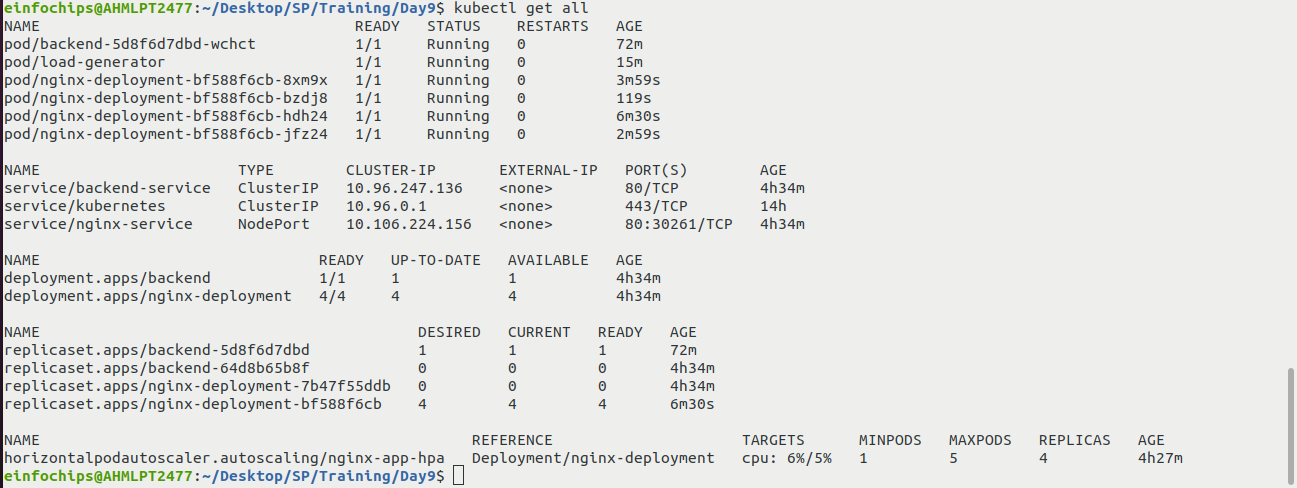 einfochips@AHMLPT2477:~/Desktop/SP/Training/Day9$ kubectl get all
NAME                                   READY   STATUS    RESTARTS   AGE
pod/backend-5d8f6d7dbd-wchct           1/1     Running   0          72m
pod/load-generator                     1/1     Running   0          15m
pod/nginx-deployment-bf588f6cb-8xm9x   1/1     Running   0          3m59s
pod/nginx-deployment-bf588f6cb-bzdj8   1/1     Running   0          119s
pod/nginx-deployment-bf588f6cb-hdh24   1/1     Running   0          6m30s
pod/nginx-deployment-bf588f6cb-jfz24   1/1     Running   0          2m59s

NAME                      TYPE        CLUSTER-IP       EXTERNAL-IP   PORT(S)        AGE
service/backend-service   ClusterIP   10.96.247.136    <none>        80/TCP         4h34m
service/kubernetes        ClusterIP   10.96.0.1        <none>        443/TCP        14h
service/nginx-service     NodePort    10.106.224.156   <none>        80:30261/TCP   4h34m

NAME                               READY   UP-TO-DATE   AVAILABLE   AGE
deployment.apps/backend            1/1     1            1           4h34m
deployment.apps/nginx-deployment   4/4     4            4           4h34m

NAME                                          DESIRED   CURRENT   READY   AGE
replicaset.apps/backend-5d8f6d7dbd            1         1         1       72m
replicaset.apps/backend-64d8b65b8f            0         0         0       4h34m
replicaset.apps/nginx-deployment-7b47f55ddb   0         0         0       4h34m
replicaset.apps/nginx-deployment-bf588f6cb    4         4         4       6m30s

NAME                                                REFERENCE                     TARGETS      MINPODS   MAXPODS   REPLICAS   AGE
horizontalpodautoscaler.autoscaling/nginx-app-hpa   Deployment/nginx-deployment   cpu: 6%/5%   1         5         4          4h27m
einfochips@AHMLPT2477:~/Desktop/SP/Training/Day9$